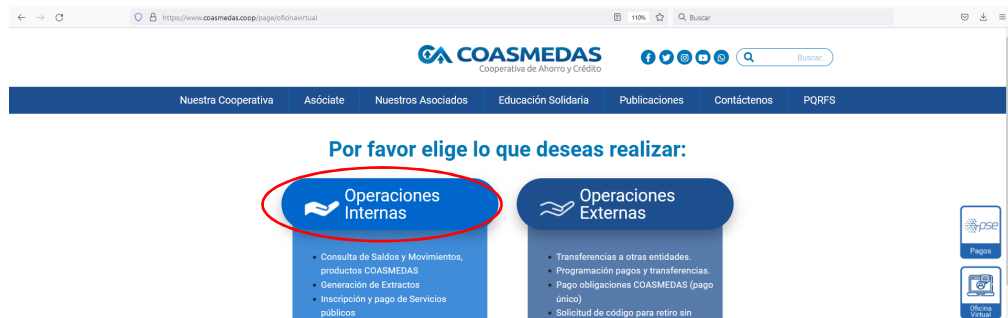 https://www.coasmedas.coop/page/oficinavirtual
110%
Buscar
COASMEDAS
Cooperativa de Ahorro y Crédito
Buscar...
Nuestra Cooperativa
Asóciate
Nuestros Asociados
Educación Solidaria
Publicaciones
Contáctenos
PQRFS
Por favor elige lo que deseas realizar:
Operaciones
Internas
• Consulta de Saldos y Movimientos,
productos COASMEDAS
• Generación de Extractos
• Inscripción y pago de Servicios
públicos
Operaciones
Externas
• Transferencias a otras entidades.
• Programación pagos y transferencias.
• Pago obligaciones COASMEDAS (pago
único)
• Solicitud de código para retiro sin
pse
Pagos
Oficina
Virtual